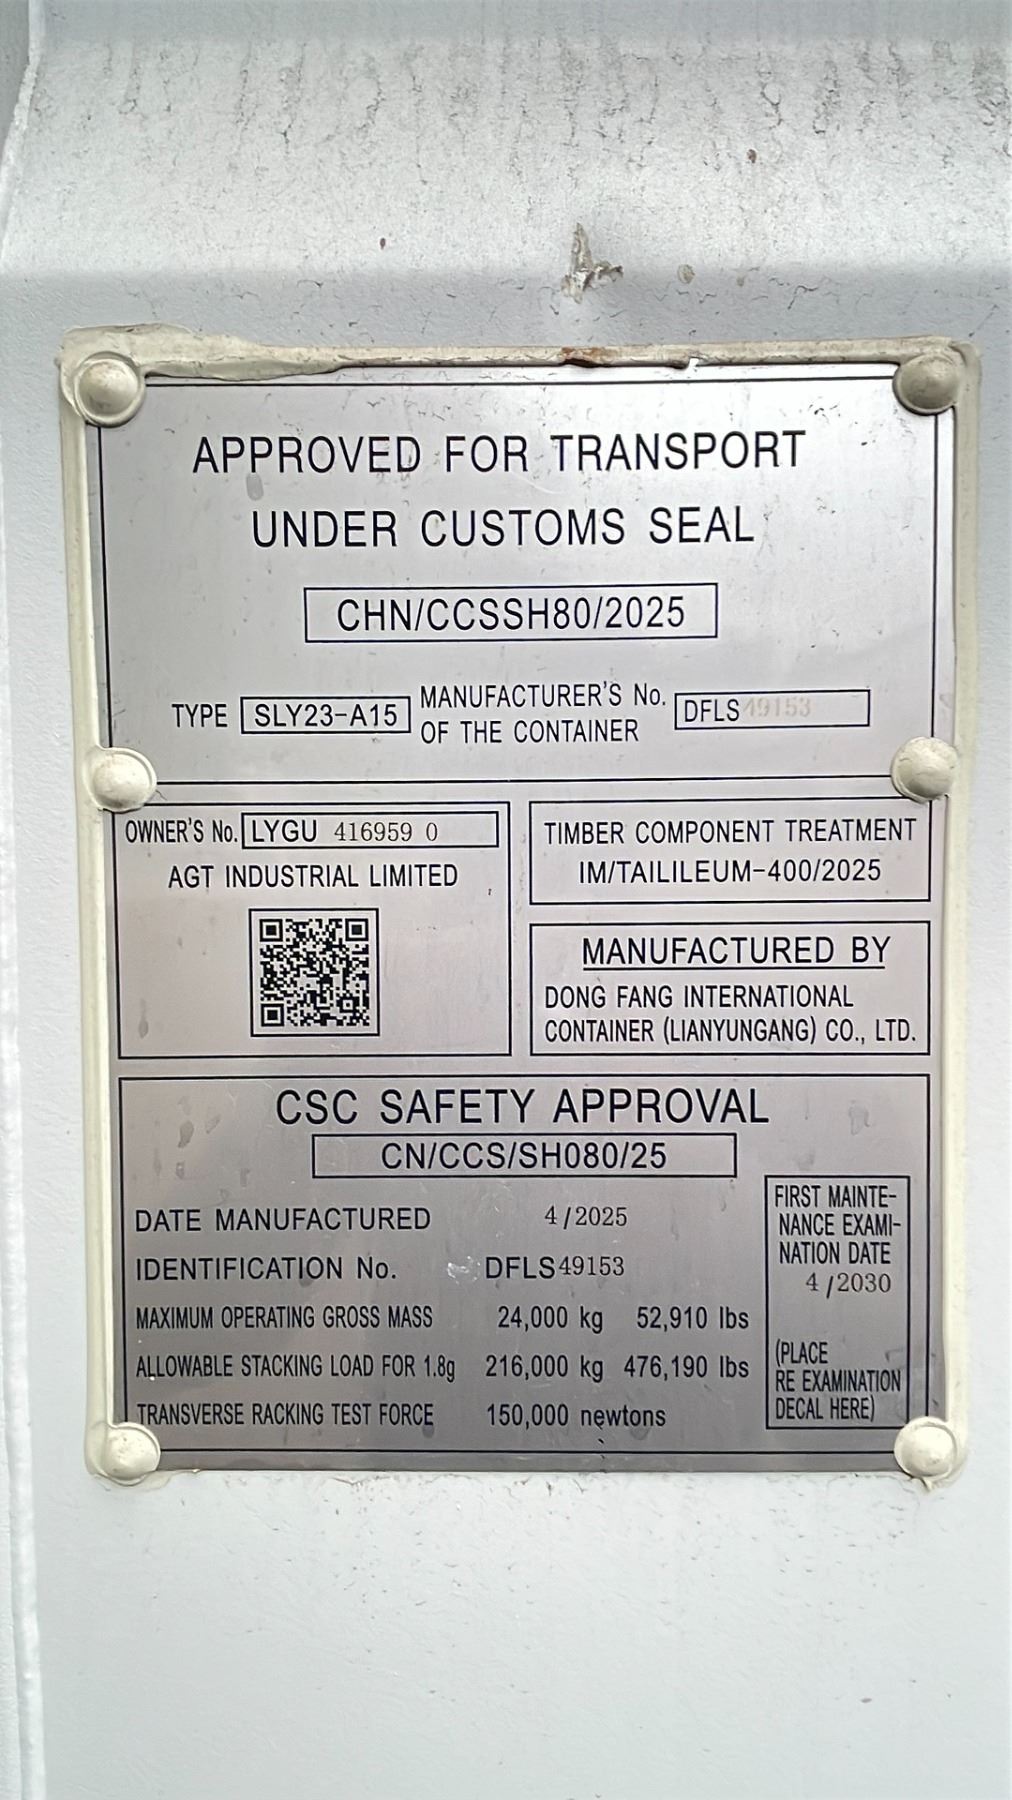 APPROVED FOR TRANSPORT
UNDER CUSTOMS SEAL
CHN/CCSSH80/2025
TYPE SLY23-A15 MANUFACTURER'S No. OF THE CONTAINER DFLS49153
OWNER'S No. LYGU 416959 0
AGT INDUSTRIAL LIMITED
TIMBER COMPONENT TREATMENT
IM/TAILILEUM-400/2025
MANUFACTURED BY
DONG FANG INTERNATIONAL
CONTAINER (LIANYUNGANG) CO., LTD.
CSC SAFETY APPROVAL
CN/CCS/SH080/25
DATE MANUFACTURED 4/2025
IDENTIFICATION No. DFLS49153
MAXIMUM OPERATING GROSS MASS 24,000 kg 52,910 lbs
ALLOWABLE STACKING LOAD FOR 1.8g 216,000 kg 476,190 lbs
TRANSVERSE RACKING TEST FORCE 150,000 newtons
FIRST MAINTE-
NANCE EXAMI-
NATION DATE
4/2030
(PLACE
RE EXAMINATION
DECAL HERE)